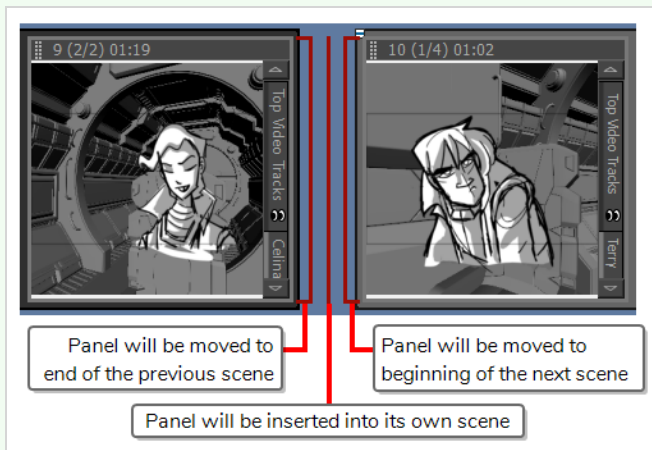 9 (2/2) 01:19
Top Video Tracks
Celina
10 (1/4) 01:02
Top Video Tracks
Terry
Panel will be moved to
end of the previous scene
Panel will be moved to
beginning of the next scene
Panel will be inserted into its own scene